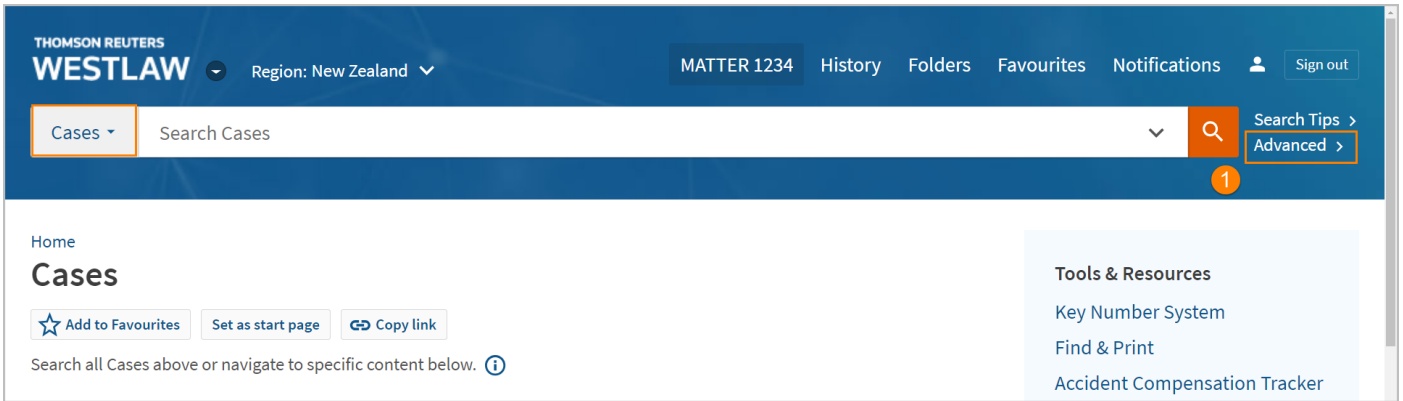 THOMSON REUTERS
WESTLAW
Region: New Zealand
MATTER 1234 History Folders Favourites Notifications Sign out
Cases Search Cases
Search Tips
Advanced
1
Home
Cases
Add to Favourites Set as start page Copy link
Search all Cases above or navigate to specific content below.
Tools & Resources
Key Number System
Find & Print
Accident Compensation Tracker